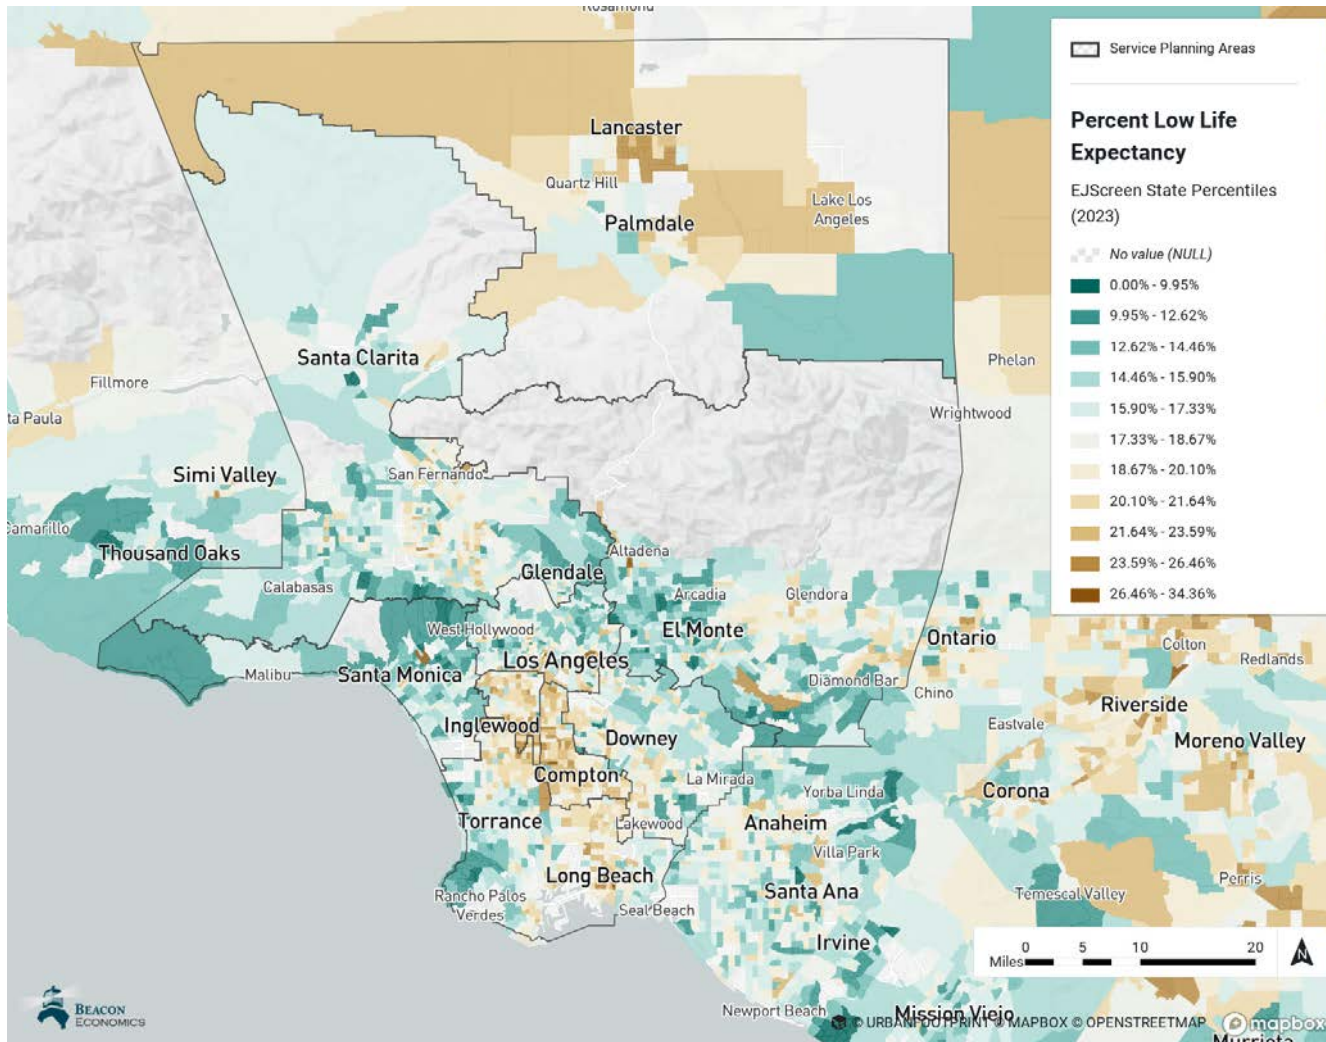 Rosamond
Service Planning Areas
Percent Low Life
Expectancy
EJScreen State Percentiles
(2023)
No value (NULL)
0.00% - 9.95%
9.95% - 12.62%
12.62% - 14.46%
14.46% - 15.90%
15.90% - 17.33%
17.33% - 18.67%
18.67% - 20.10%
20.10% - 21.64%
21.64% - 23.59%
23.59% - 26.46%
26.46% - 34.36%
Lancaster
Quartz Hill
Lake Los
Angeles
Palmdale
Santa Clarita
Phelan
Fillmore
ta Paula
Wrightwood
San Fernando
Simi Valley
Camarillo
Thousand Oaks
Altadena
Glendale
Calabasas
Arcadia
Glendora
West Hollywood
El Monte
Ontario
Colton
Redlands
Los Angeles
Malibu
Santa Monica
Diamond Bar
Chino
Riverside
Inglewood
Downey
Eastvale
Moreno Valley
Compton
La Mirada
Yorba Linda
Corona
Torrance
Lakewood
Anaheim
Villa Park
Long Beach
Santa Ana
Temescal Valley
Perris
Rancho Palos
Verdes
Seal Beach
Irvine
0 5 10 20
Miles
N
BEACON
ECONOMICS
Newport Beach
Mission Viejo
© URBANFOOTPRINT © MAPBOX © OPENSTREETMAP
mapbox
Murrieta